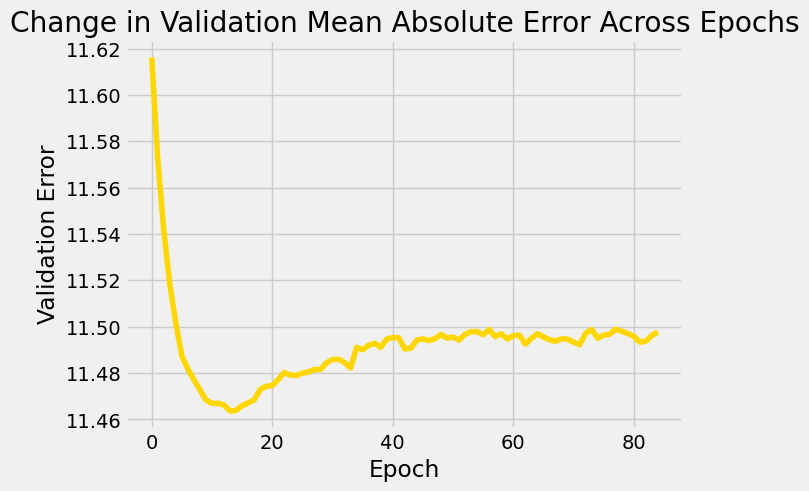 Change in Validation Mean Absolute Error Across Epochs
11.62
11.60
11.58
11.56
11.54
11.52
11.50
11.48
11.46
Validation Error
0 20 40 60 80
Epoch